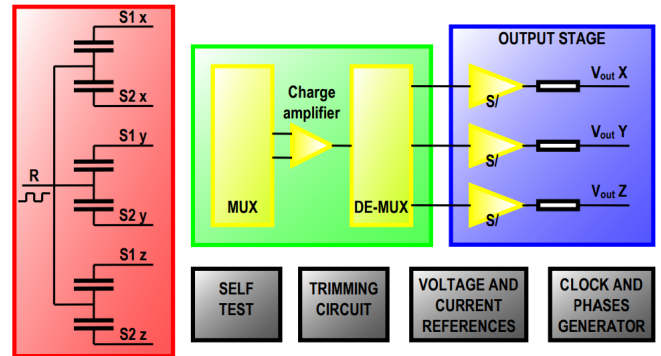 S1 x
S2 x
S1 y
R
S2 y
S1 z
S2 z
MUX
Charge
amplifier
DE-MUX
OUTPUT STAGE
S/
Vout X
S/
Vout Y
S/
Vout Z
SELF
TEST
TRIMMING
CIRCUIT
VOLTAGE AND
CURRENT
REFERENCES
CLOCK AND
PHASES
GENERATOR